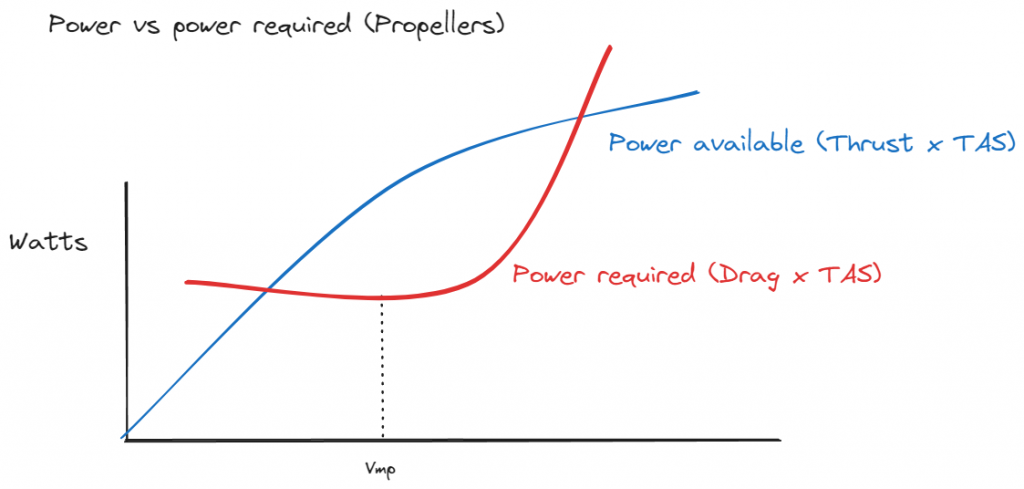 Power vs power required (Propellers)
Power available (Thrust x TAS)
Watts
Power required (Drag x TAS)
Vmp